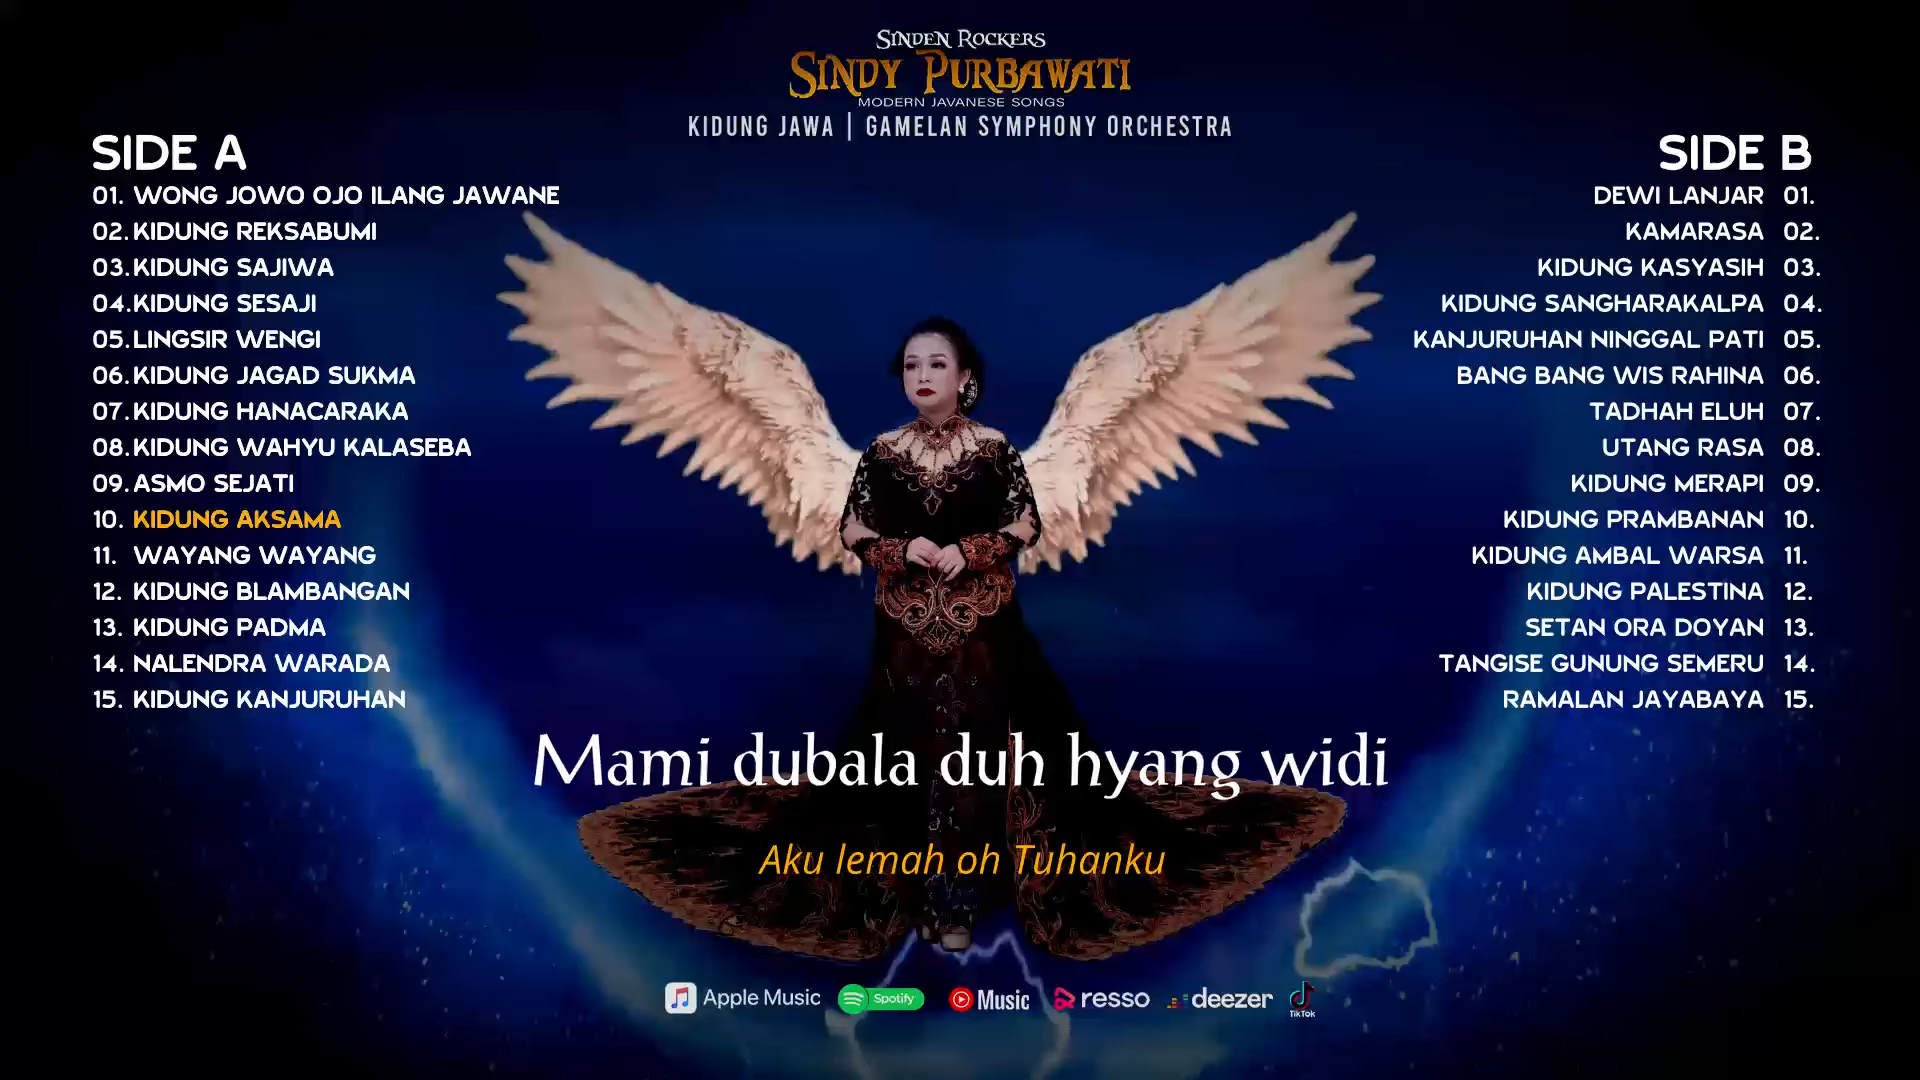 SINDEN ROCKERS
SINDY PURBAWATI
MODERN JAVANESE SONGS
KIDUNG JAWA | GAMELAN SYMPHONY ORCHESTRA
SIDE A
01. WONG JOWO OJO ILANG JAWANE
02. KIDUNG REKSABUMI
03. KIDUNG SAJIWA
04. KIDUNG SESAJI
05. LINGSIR WENGI
06. KIDUNG JAGAD SUKMA
07. KIDUNG HANACARAKA
08. KIDUNG WAHYU KALASEBA
09. ASMO SEJATI
10. KIDUNG AKSAMA
11. WAYANG WAYANG
12. KIDUNG BLAMBANGAN
13. KIDUNG PADMA
14. NALENDRA WARADA
15. KIDUNG KANJURUHAN
SIDE B
DEWI LANJAR 01.
KAMARASA 02.
KIDUNG KASYASIH 03.
KIDUNG SANGHARAKALPA 04.
KANJURUHAN NINGGAL PATI 05.
BANG BANG WIS RAHINA 06.
TADHAH ELUH 07.
UTANG RASA 08.
KIDUNG MERAPI 09.
KIDUNG PRAMBANAN 10.
KIDUNG AMBAL WARSA 11.
KIDUNG PALESTINA 12.
SETAN ORA DOYAN 13.
TANGISE GUNUNG SEMERU 14.
RAMALAN JAYABAYA 15.
Mami dubala duh hyang widi
Aku lemah oh Tuhanku
Apple Music Spotify Music resso deezer TikTok